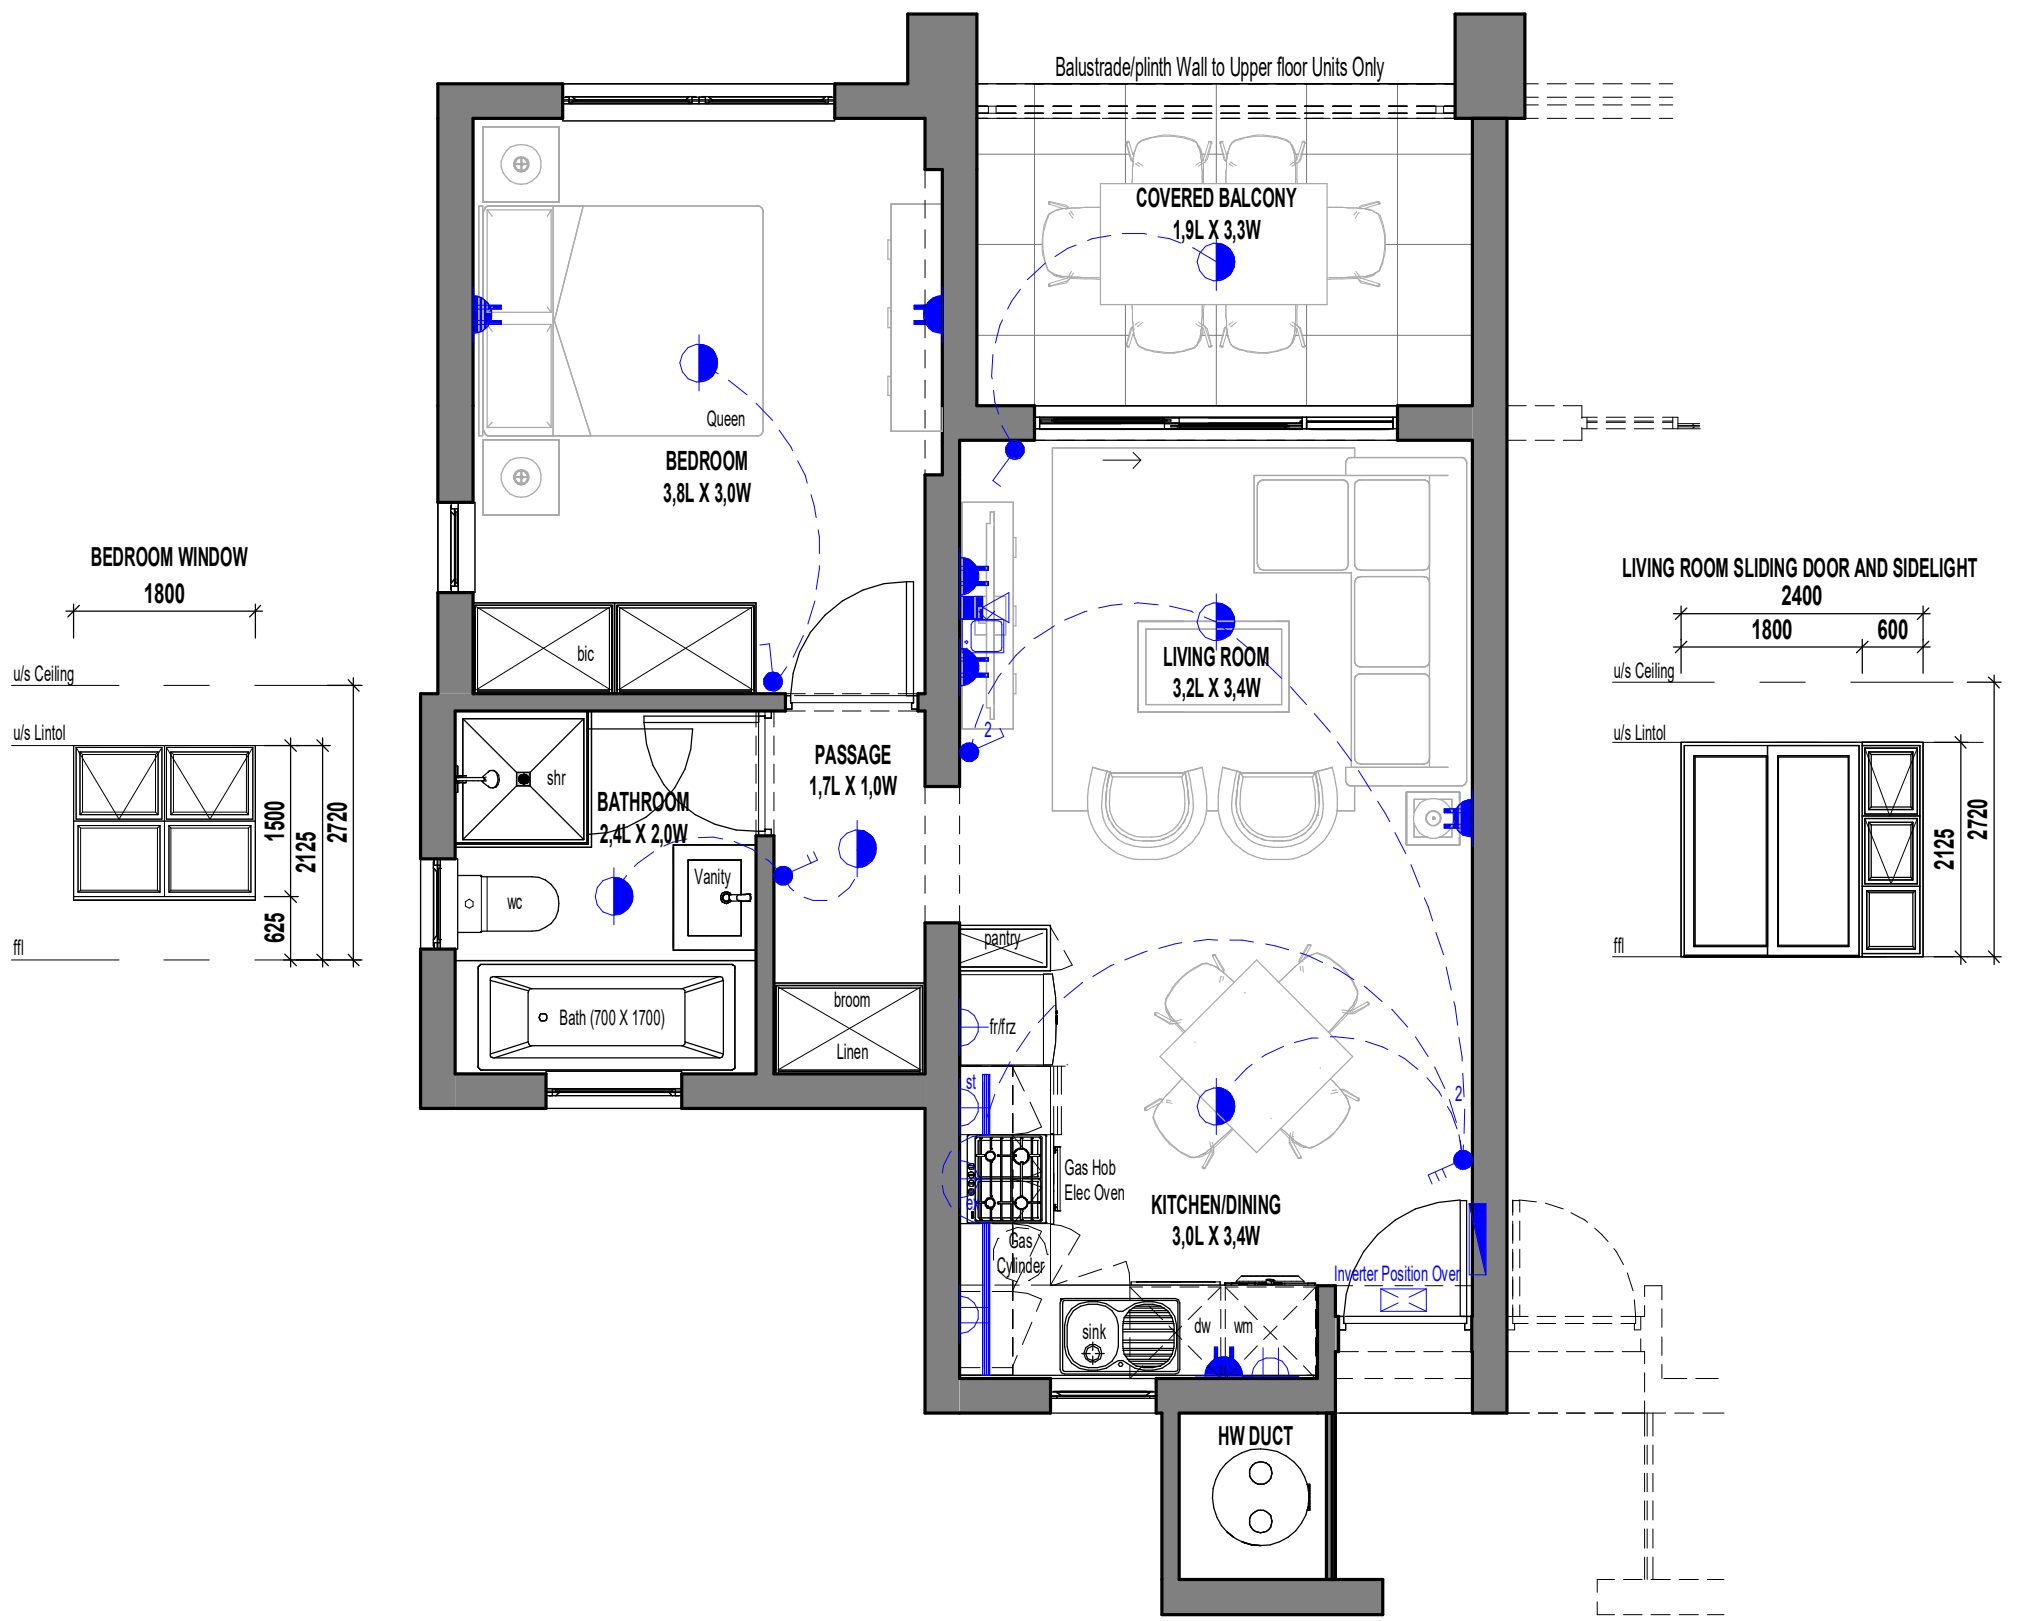 Balustrade/plinth Wall to Upper floor Units Only
COVERED BALCONY
1,9L X 3,3W
Queen
BEDROOM
3,8L X 3,0W
BEDROOM WINDOW
1800
u/s Ceiling
u/s Lintol
1500
2125
2720
625
ffl
LIVING ROOM SLIDING DOOR AND SIDELIGHT
2400
1800
600
u/s Ceiling
u/s Lintol
2125
2720
ffl
bic
LIVING ROOM
3,2L X 3,4W
2
PASSAGE
1,7L X 1,0W
shr
BATHROOM
2,4L X 2,0W
Vanity
wc
Bath (700 X 1700)
broom
Linen
pantry
fr/frz
st
2
Gas Hob
Elec Oven
ex
KITCHEN/DINING
3,0L X 3,4W
Gas
Cylinder
Inverter Position Over
sink
dw
wm
HW DUCT